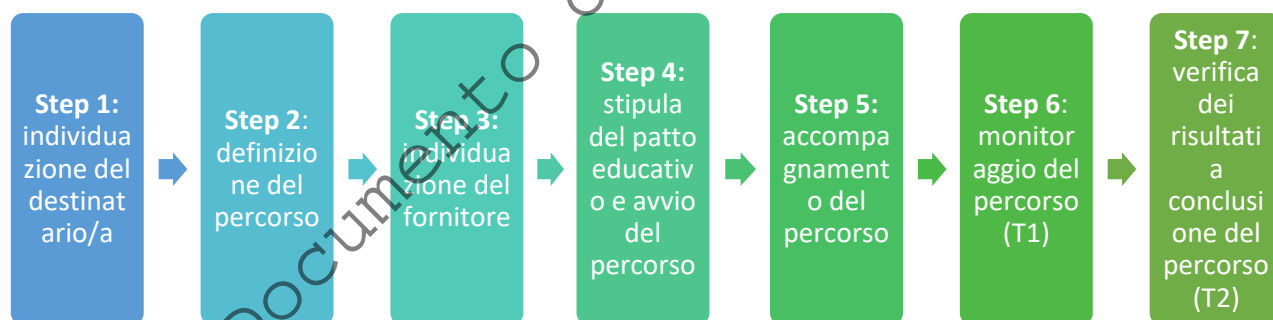 Step 1:
individua
zione del
destinat
ario/a
Step 2:
definizio
ne del
percorso
Step 3:
individua
zione del
fornitore
Step 4:
stipula
del patto
educativ
o e avvio
del
percorso
Step 5:
accompa
gnament
o del
percorso
Step 6:
monitor
aggio del
percorso
(T1)
Step 7:
verifica
dei
risultati
a
conclusi
one del
percorso
(T2)
Documento